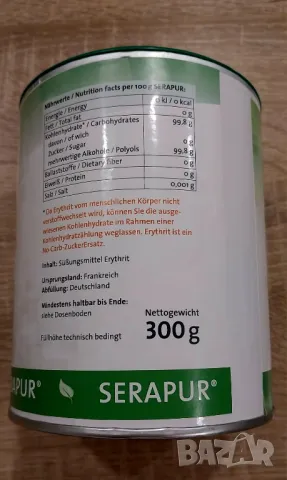 Nährwerte / Nutrition facts per 100 g SERAPUR:
Energie / Energy 0 kJ / 0 kcal
Fett / Total fat 0 g
Kohlenhydrate* / Carbohydrates 99,8 g
davon / of wich
Zucker / Sugar 0 g
mehrwertige Alkohole / Polyols 99,8 g
Ballaststoffe / Dietary fiber 0 g
Eiweiß / Protein 0 g
Salz / Salt 0,001 g
*Da Erythrit vom menschlichen Körper nicht
verstoffwechselt wird, können Sie die ausge-
wiesenen Kohlenhydrate im Rahmen einer
Kohlenhydratzählung weglassen. Erythrit ist ein
No-Carb-ZuckerErsatz.
Inhalt: Süßungsmittel Erythrit
Ursprungsland: Frankreich
Abfüllung: Deutschland
Mindestens haltbar bis Ende:
siehe Dosenboden
Nettogewicht
Füllhöhe technisch bedingt 300 g
RAPUR® SERAPUR®
BAZAR